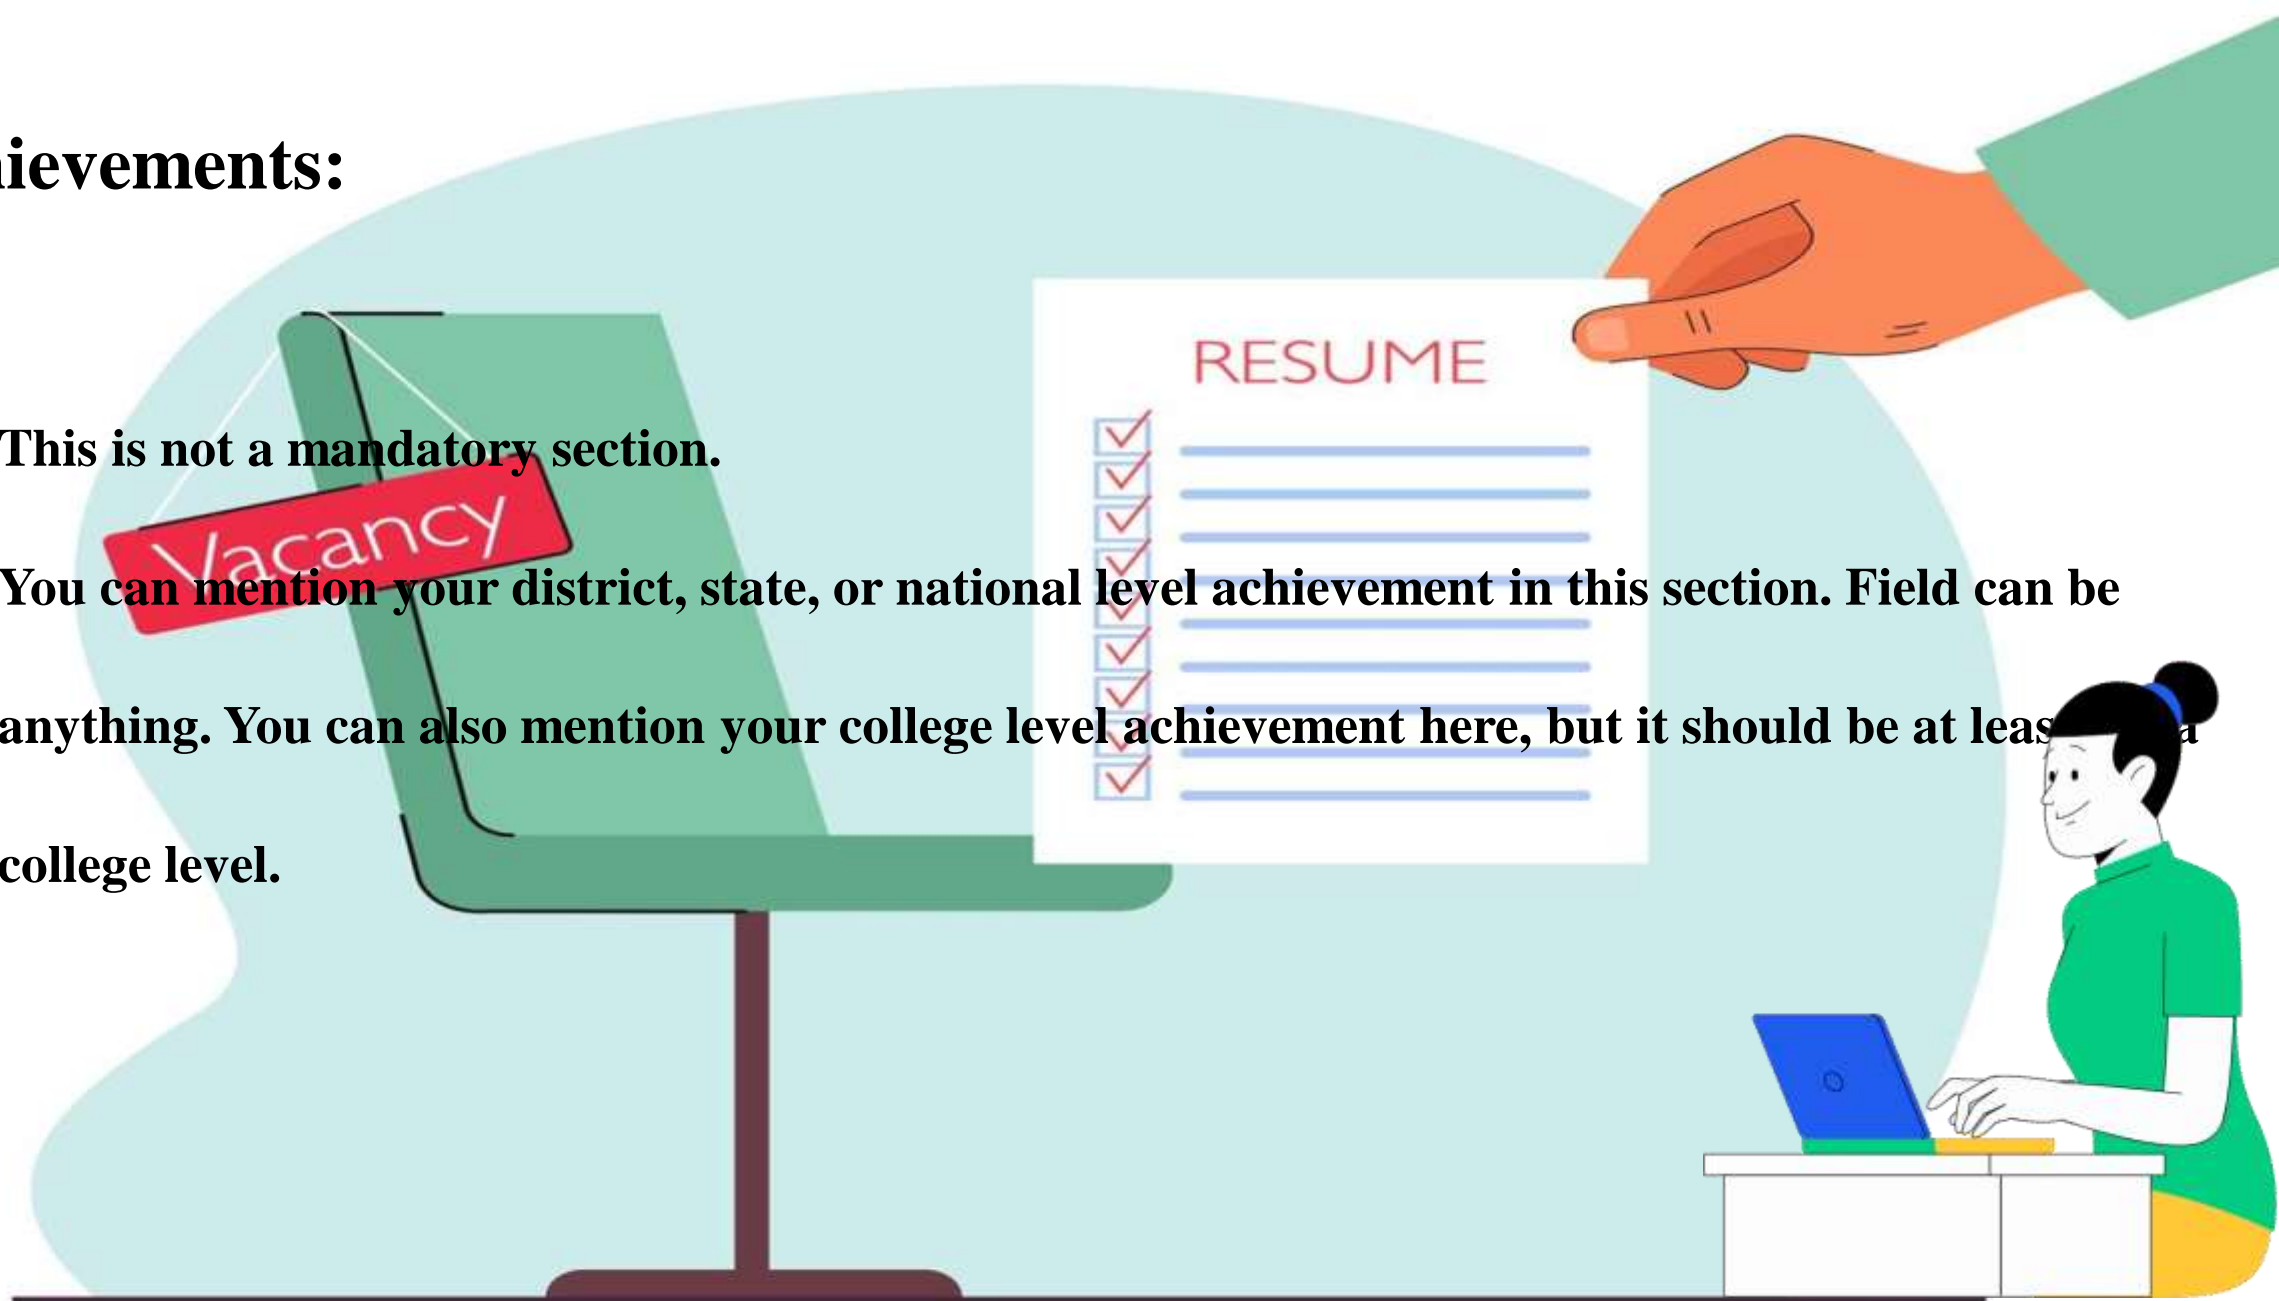 ievements:
RESUME
This is not a mandatory section.
Vacancy
You can mention your district, state, or national level achievement in this section. Field can be
anything. You can also mention your college level achievement here, but it should be at leas a
college level.